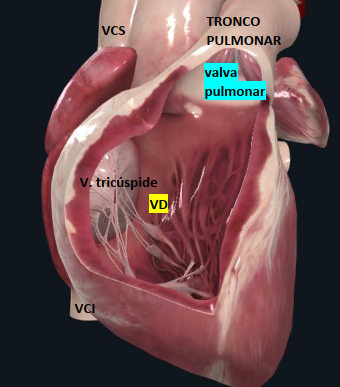 VCS
TRONCO
PULMONAR
valva
pulmonar
V. tricúspide
VD
VCI